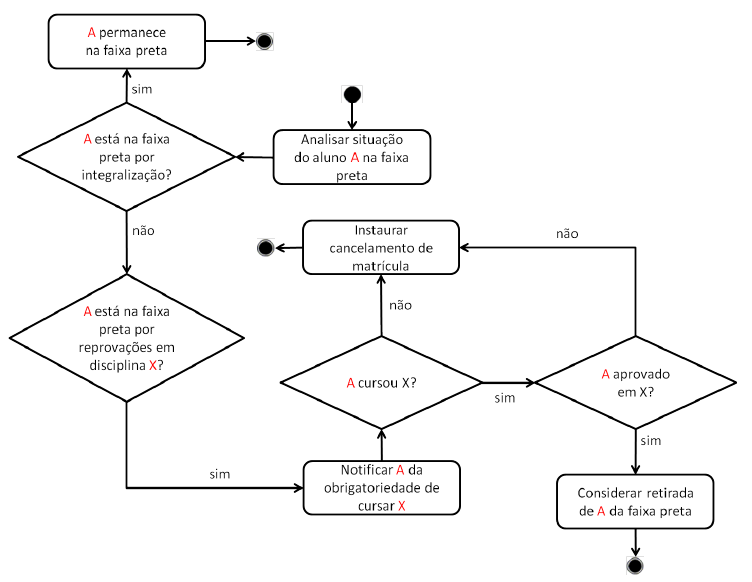 A permanece
na faixa preta
sim
A está na faixa
preta por
integralização?
Analisar situação
do aluno A na faixa
preta
não
Instaurar
cancelamento de
matrícula
não
não
A está na faixa
preta por
reprovações em
disciplina X?
A cursou X?
sim
A aprovado
em X?
sim
sim
Notificar A da
obrigatoriedade de
cursar X
Considerar retirada
de A da faixa preta